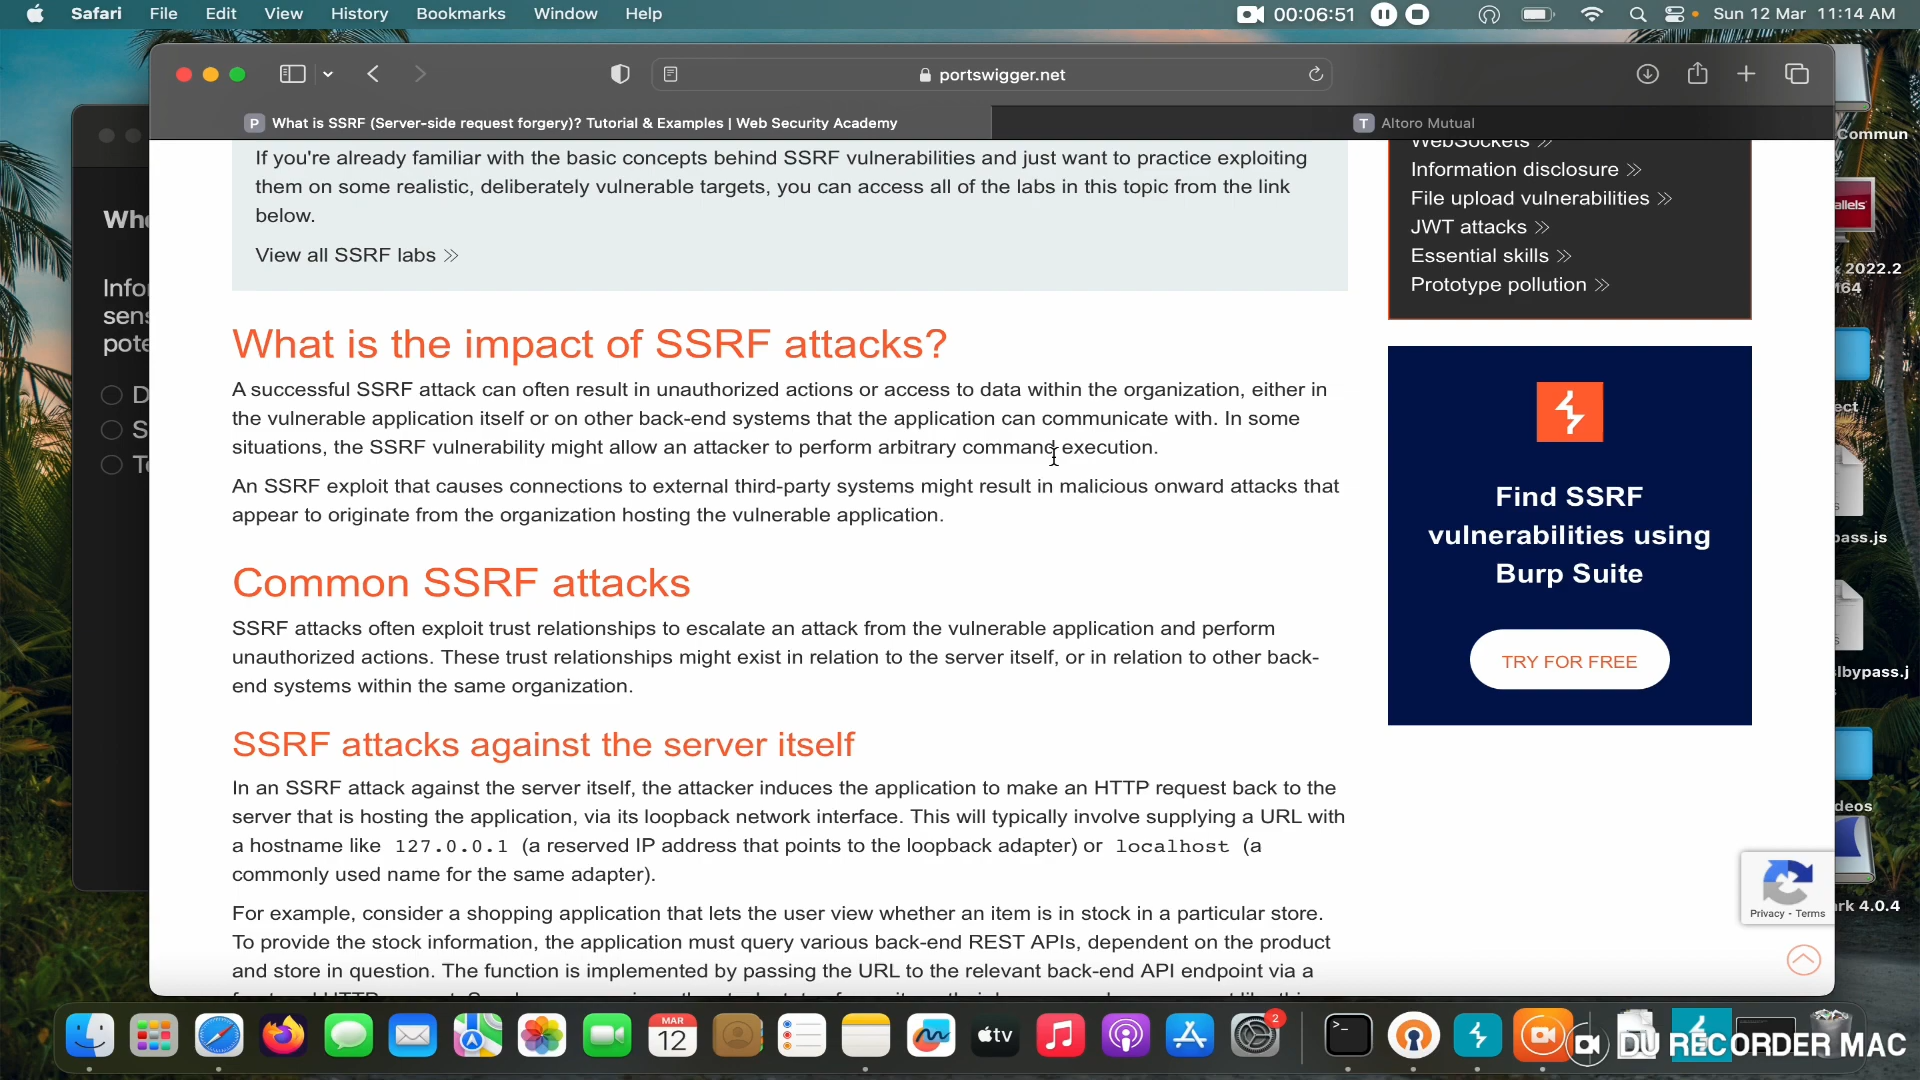 Safari File Edit View History Bookmarks Window Help 00:06:51 Sun 12 Mar 11:14 AM
portswigger.net
P What is SSRF (Server-side request forgery)? Tutorial & Examples | Web Security Academy
T Altoro Mutual
If you're already familiar with the basic concepts behind SSRF vulnerabilities and just want to practice exploiting
them on some realistic, deliberately vulnerable targets, you can access all of the labs in this topic from the link
below.
View all SSRF labs
What is the impact of SSRF attacks?
A successful SSRF attack can often result in unauthorized actions or access to data within the organization, either in
the vulnerable application itself or on other back-end systems that the application can communicate with. In some
situations, the SSRF vulnerability might allow an attacker to perform arbitrary command execution.
An SSRF exploit that causes connections to external third-party systems might result in malicious onward attacks that
appear to originate from the organization hosting the vulnerable application.
Common SSRF attacks
SSRF attacks often exploit trust relationships to escalate an attack from the vulnerable application and perform
unauthorized actions. These trust relationships might exist in relation to the server itself, or in relation to other back-
end systems within the same organization.
SSRF attacks against the server itself
In an SSRF attack against the server itself, the attacker induces the application to make an HTTP request back to the
server that is hosting the application, via its loopback network interface. This will typically involve supplying a URL with
a hostname like 127.0.0.1 (a reserved IP address that points to the loopback adapter) or localhost (a
commonly used name for the same adapter).
For example, consider a shopping application that lets the user view whether an item is in stock in a particular store.
To provide the stock information, the application must query various back-end REST APIs, dependent on the product
and store in question. The function is implemented by passing the URL to the relevant back-end API endpoint via a
WebSockets
Information disclosure
File upload vulnerabilities
JWT attacks
Essential skills
Prototype pollution
Find SSRF
vulnerabilities using
Burp Suite
TRY FOR FREE
Privacy - Terms
Whe
Infor
sens
pote
D
S
Te
Commun
allels
k 2022.2
M64
ect
pass.js
lbypass.j
deos
rk 4.0.4
MAR
12
tv
2
DU RECORDER MAC